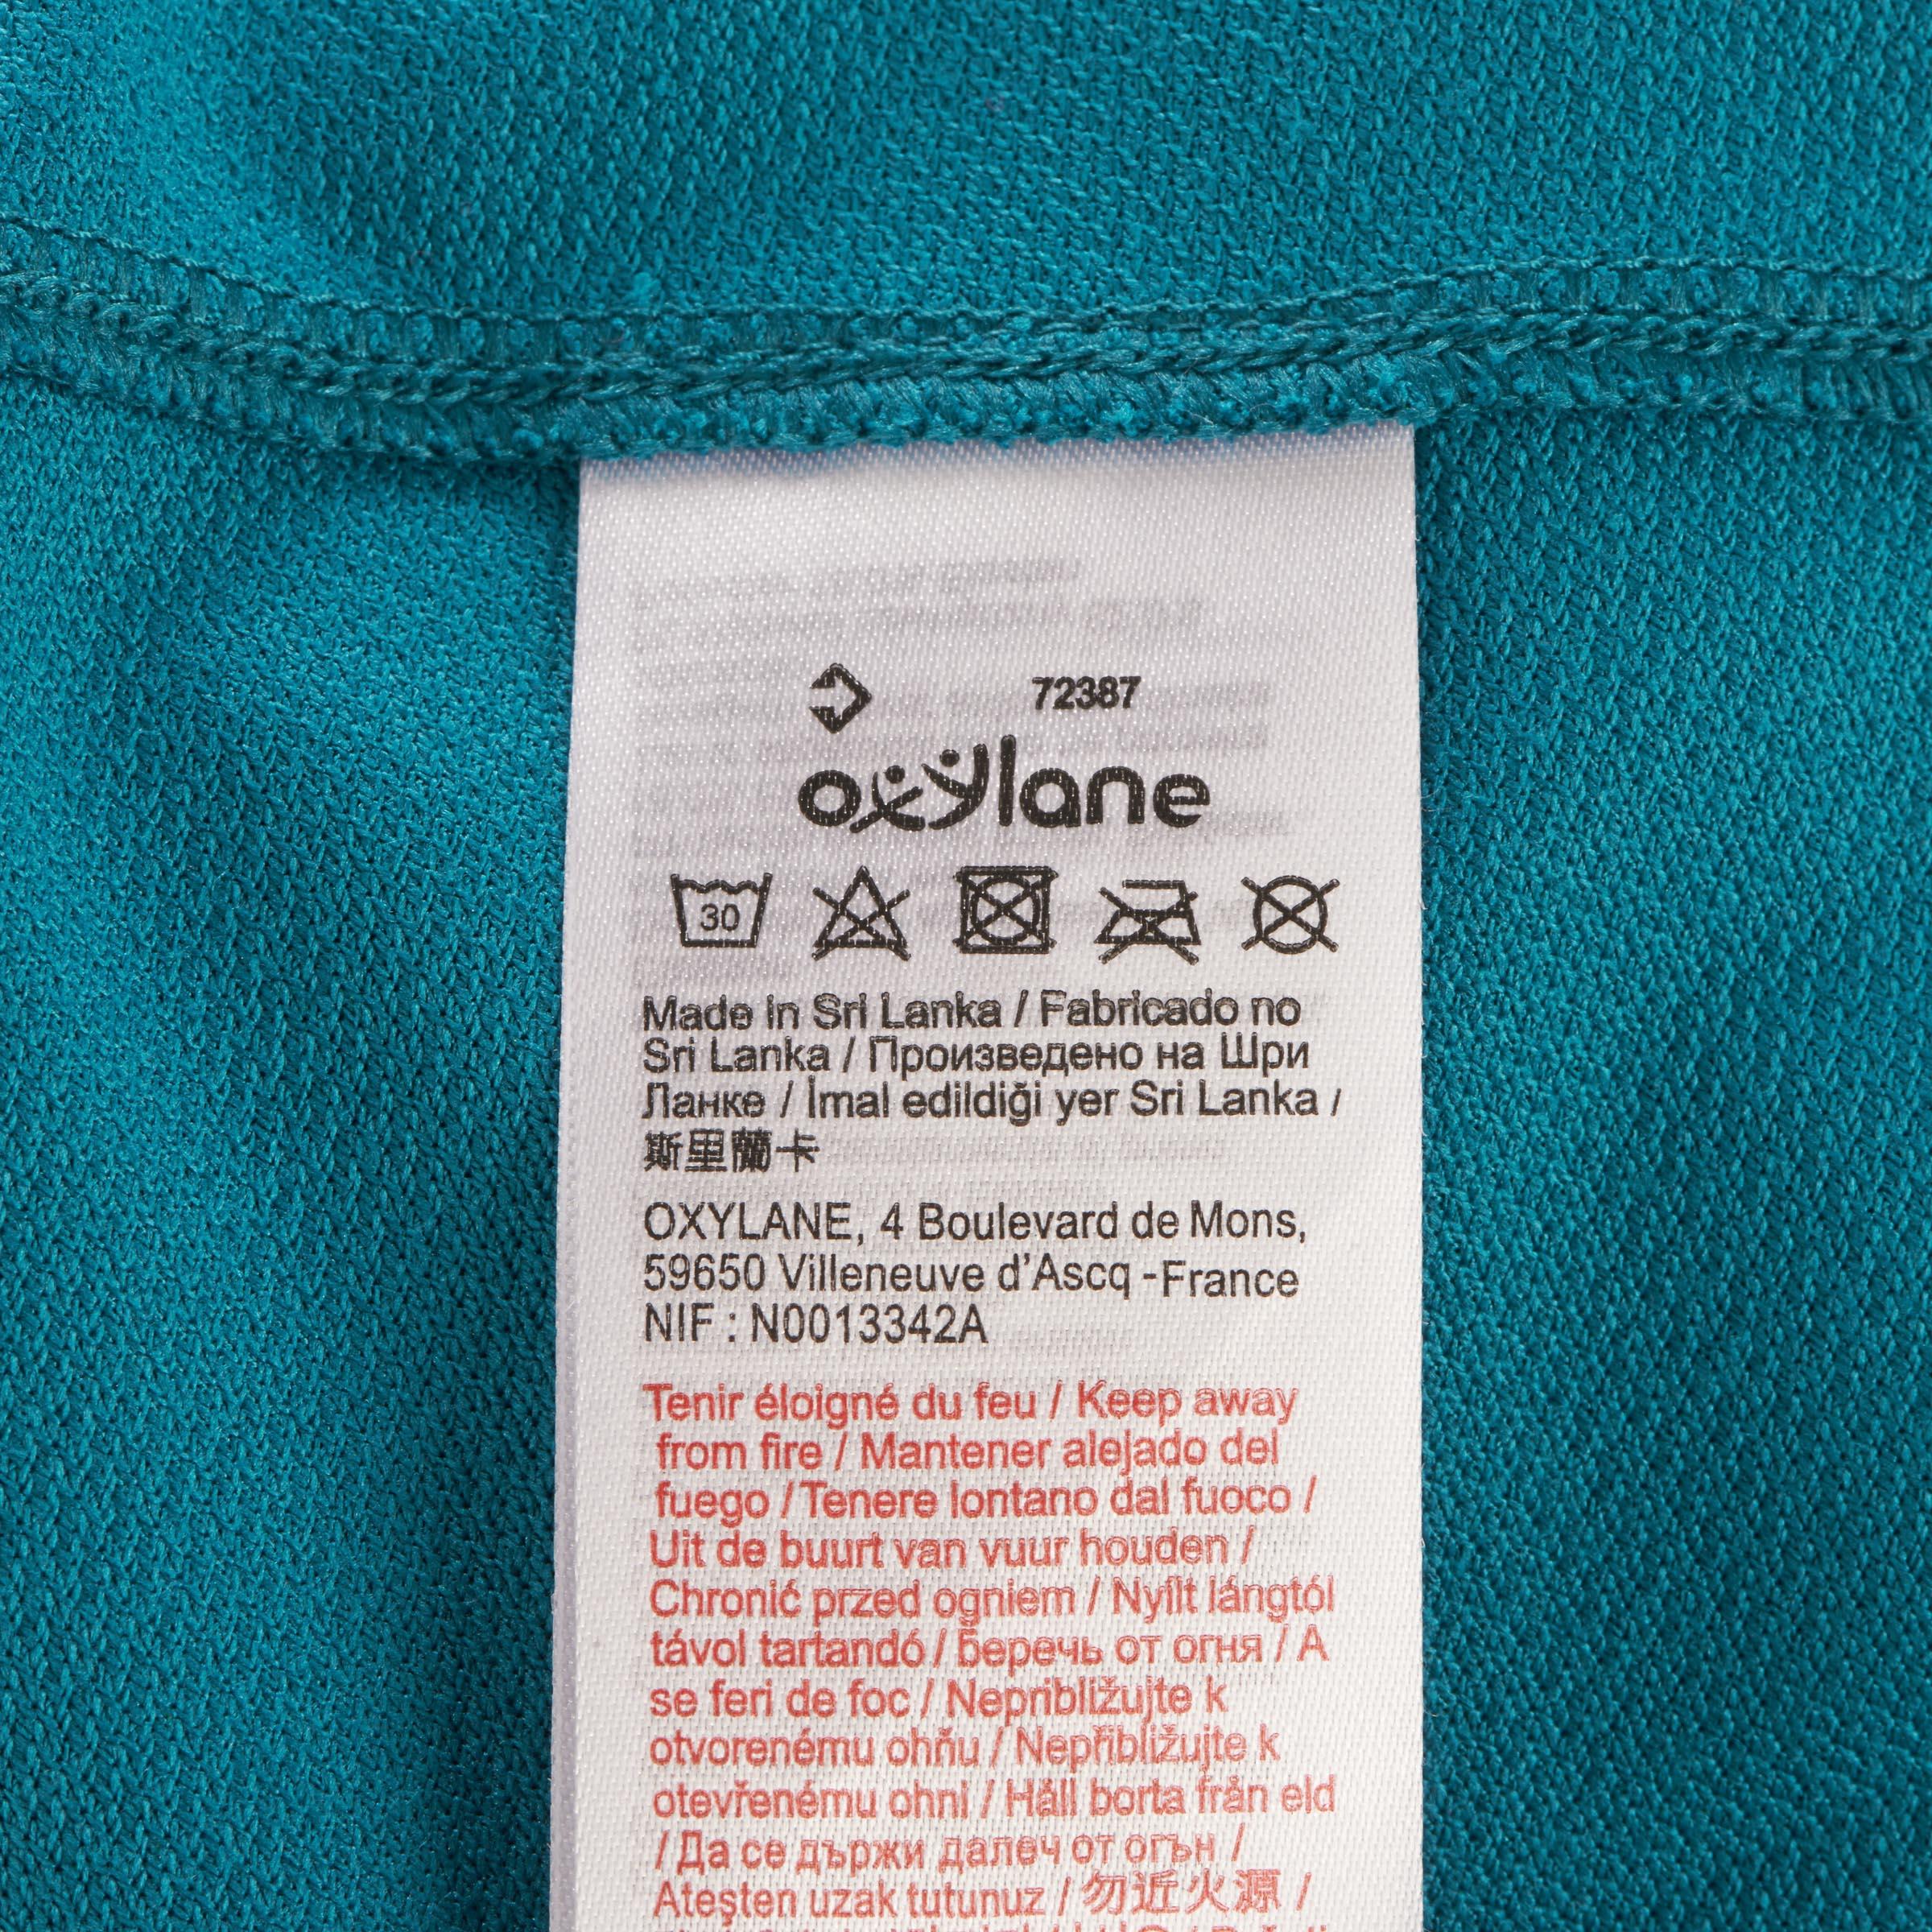 72387
oxylane
30
Made in Sri Lanka / Fabricado no
Sri Lanka / Произведено на Шри
Ланке / İmal edildiği yer Sri Lanka /
斯里蘭卡
OXYLANE, 4 Boulevard de Mons,
59650 Villeneuve d'Ascq -France
NIF : N0013342A
Tenir éloigné du feu / Keep away
from fire / Mantener alejado del
fuego / Tenere lontano dal fuoco /
Uit de buurt van vuur houden /
Chronić przed ogniem / Nyílt lángtól
távol tartandó / Беречь от огня / A
se feri de foc / Nepribližujte k
otvorenému ohňu / Nepřibližujte k
otevřenému ohni / Håll borta från eld
/ Да се държи далеч от огън /
Ateşten uzak tutunuz / 勿近火源 /